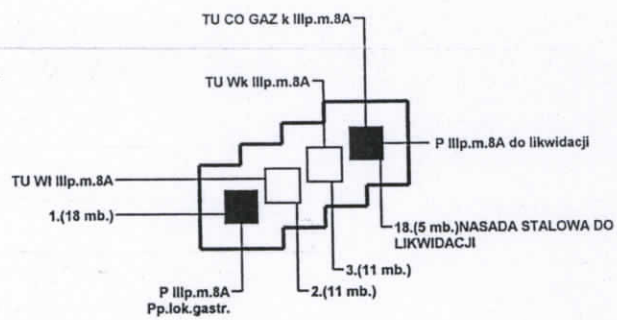 TU CO GAZ k IIIp.m.8A
TU Wk IIIp.m.8A
P IIIp.m.8A do likwidacji
TU Wł IIIp.m.8A
1.(18 mb.)
18.(5 mb.)NASADA STALOWA DO
LIKWIDACJI
3.(11 mb.)
P IIIp.m.8A
2.(11 mb.)
Pp.lok.gastr.